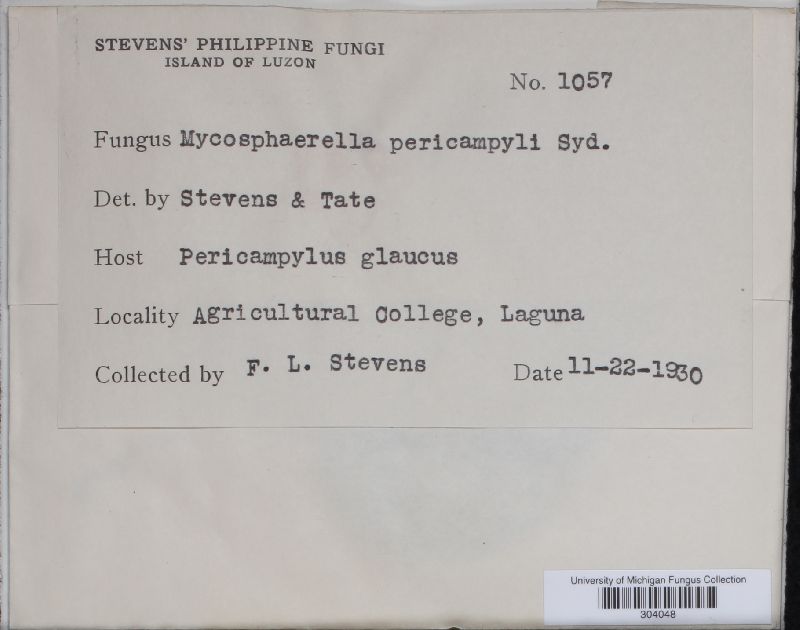 STEVENS' PHILIPPINE FUNGI
ISLAND OF LUZON
No. 1057
Fungus Mycosphaerella pericampyli Syd.
Det. by Stevens & Tate
Host Pericampylus glaucus
Locality Agricultural College, Laguna
Collected by F. L. Stevens Date 11-22-1930
University of Michigan Fungus Collection
304048